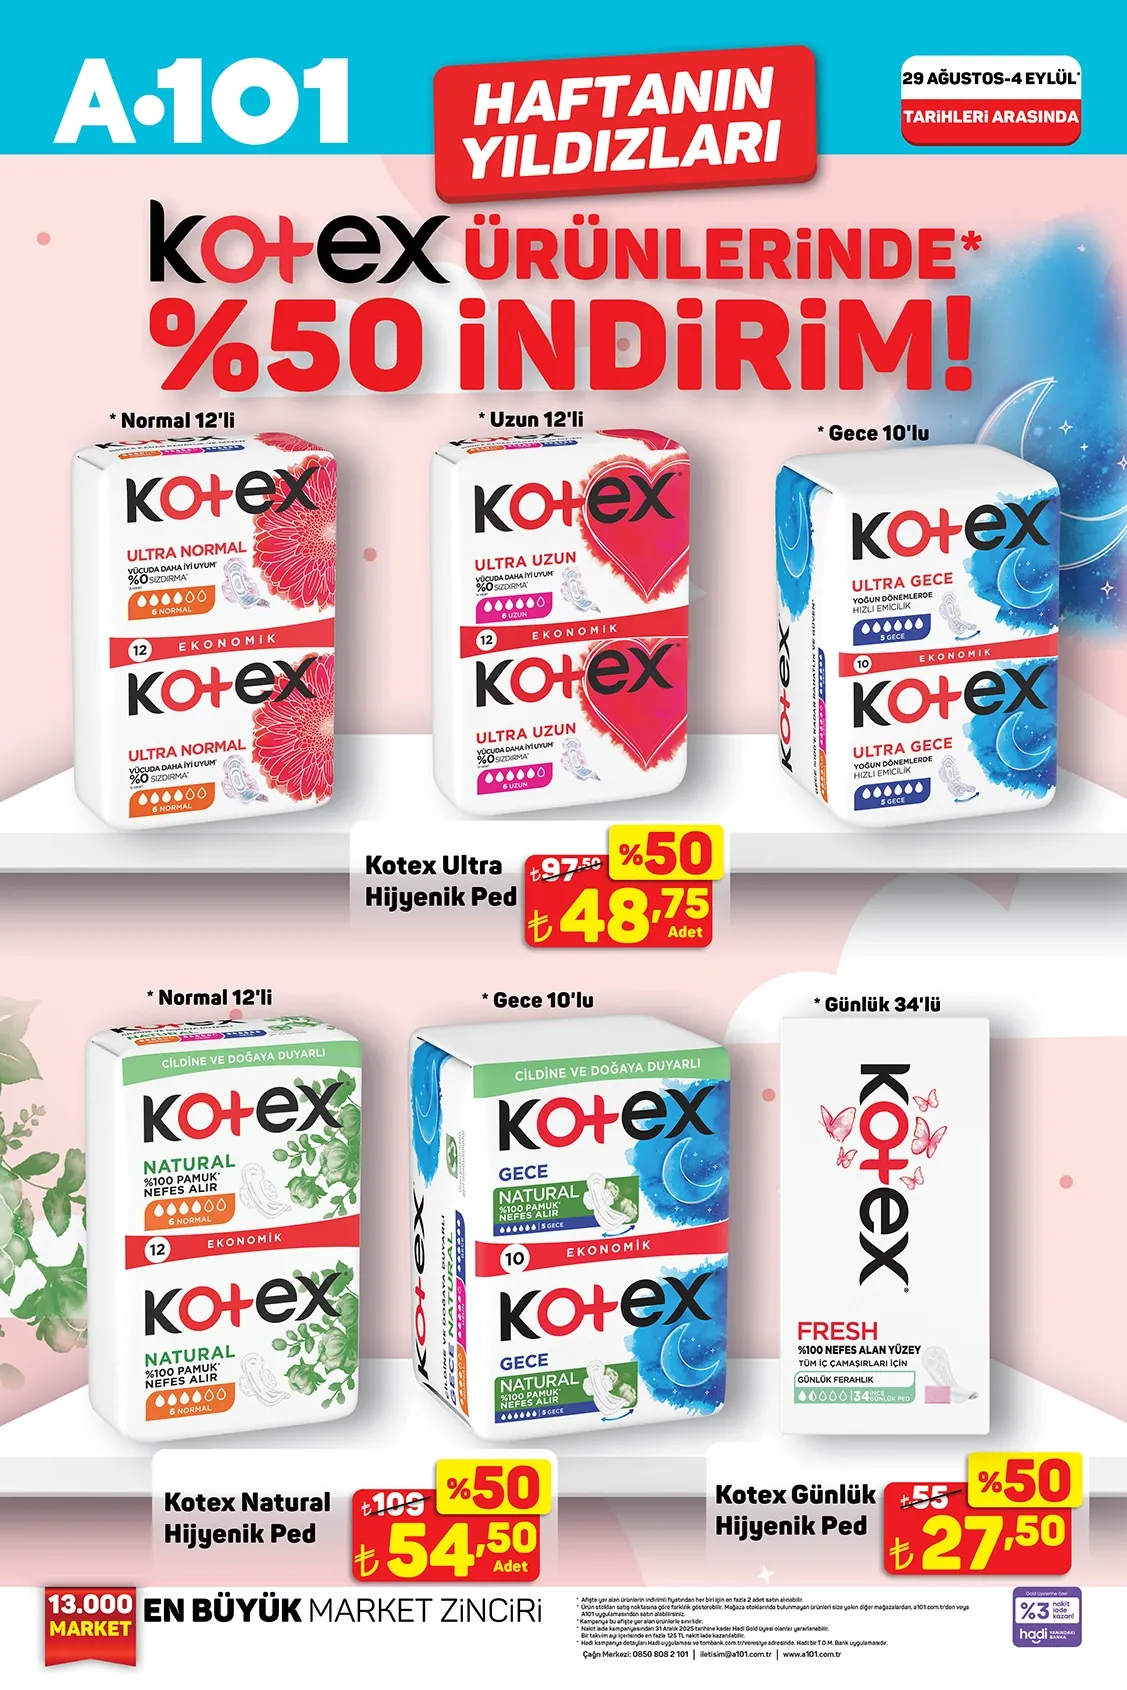 A101
HAFTANIN
YILDIZLARI
29 AĞUSTOS-4 EYLÜL*
TARİHLERİ ARASINDA
Kotex ÜRÜNLERİNDE*
%50 İNDİRİM!
* Normal 12'li
* Uzun 12'li
* Gece 10'lu
Kotex
ULTRA NORMAL
VÜCUDA DAHA İYİ UYUM*
%0 SIZDIRMA*
6 NORMAL
12 EKONOMİK
Kotex
ULTRA NORMAL
VÜCUDA DAHA İYİ UYUM*
%0 SIZDIRMA*
6 NORMAL
Kotex
ULTRA UZUN
VÜCUDA DAHA İYİ UYUM*
%0 SIZDIRMA*
6 UZUN
12 EKONOMİK
Kotex
ULTRA UZUN
VÜCUDA DAHA İYİ UYUM*
%0 SIZDIRMA*
6 UZUN
Kotex
ULTRA GECE
YOĞUN DÖNEMLERDE
HIZLI EMİCİLİK
5 GECE
10 EKONOMİK
Kotex
ULTRA GECE
YOĞUN DÖNEMLERDE
HIZLI EMİCİLİK
5 GECE
Kotex
Kotex Ultra
Hijyenik Ped
₺97,50
%50
₺48,75
Adet
* Normal 12'li
* Gece 10'lu
* Günlük 34'lü
CİLDİNE VE DOĞAYA DUYARLI
Kotex
NATURAL
%100 PAMUK*
NEFES ALIR
6 NORMAL
12 EKONOMİK
Kotex
NATURAL
%100 PAMUK*
NEFES ALIR
6 NORMAL
CİLDİNE VE DOĞAYA DUYARLI
Kotex
GECE
NATURAL
%100 PAMUK*
NEFES ALIR
5 GECE
10 EKONOMİK
Kotex
GECE
NATURAL
%100 PAMUK*
NEFES ALIR
5 GECE
Kotex
CİLDİNE VE DOĞAYA DUYARLI
GECE NATURAL
Kotex
FRESH
%100 NEFES ALAN YÜZEY
TÜM İÇ ÇAMAŞIRLARI İÇİN
GÜNLÜK FERAHLIK
34 İNCE
GÜNLÜK PED
Kotex Natural
Hijyenik Ped
₺109
%50
₺54,50
Adet
Kotex Günlük
Hijyenik Ped
₺55
%50
₺27,50
13.000
MARKET
EN BÜYÜK MARKET ZİNCİRİ
* Afişte yer alan ürünlerin indirimli fiyatından her biri için en fazla 2 adet satın alınabilir.
* Ürün stokları satış noktasına göre farklılık gösterebilir. Mağaza stoklarında bulunmayan ürünleri size yakın diğer mağazalardan, a101.com.tr'den veya
A101 uygulamasından satın alabilirsiniz.
* Kampanya bu afişte yer alan ürünlerle sınırlıdır.
* Nakit iade kampanyasından 31 Aralık 2025 tarihine kadar Hadi Gold üyesi olanlar yararlanabilir.
Bir takvim ayı içerisinde en fazla 125 TL nakit iade kazanılabilir.
* Hadi kampanya detayları Hadi uygulaması ve tombank.com.tr/veresiye adresinde. Hadi bir T.O.M. Bank uygulamasıdır.
Çağrı Merkezi: 0850 808 2 101 | iletisim@a101.com.tr | www.a101.com.tr
Gold üyelerine özel
%3 nakit
iade
kazan!
hadi YANINDAKİ
BANKA